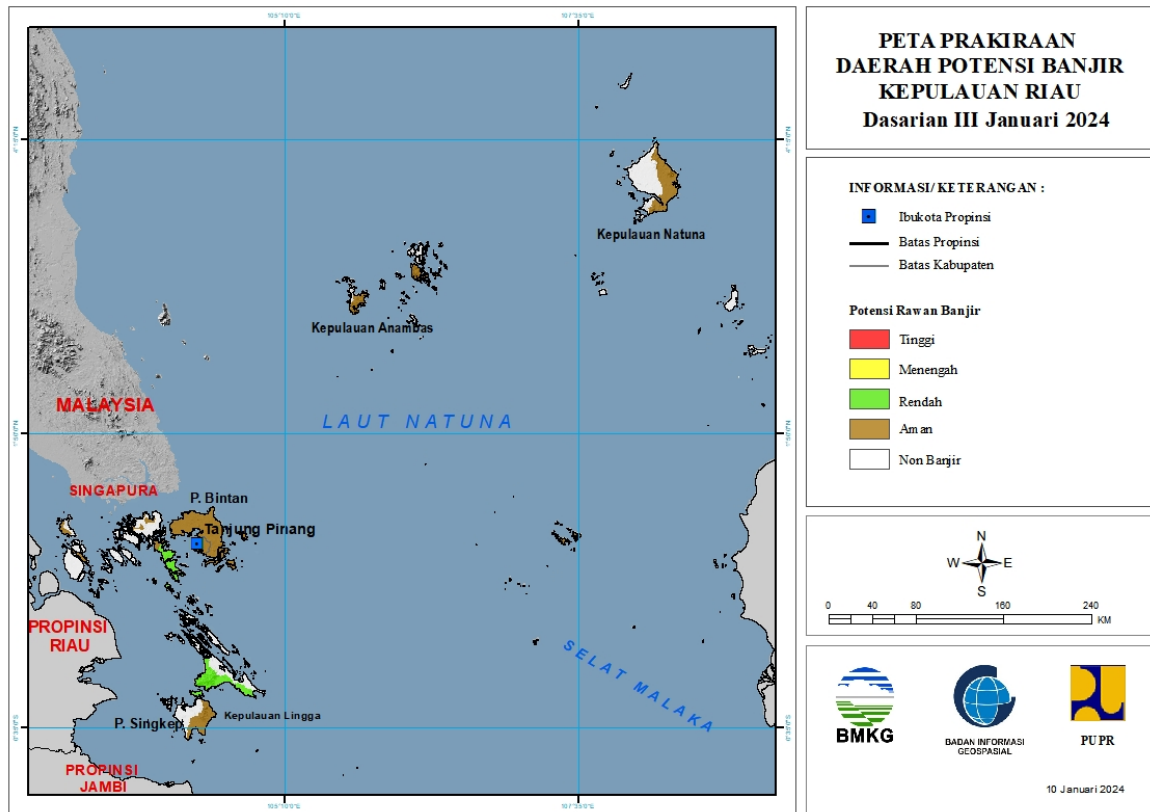 PETA PRAKIRAAN
DAERAH POTENSI BANJIR
KEPULAUAN RIAU
Dasarian III Januari 2024
INFORMASI/ KETERANGAN :
Ibukota Propinsi
Batas Propinsi
Batas Kabupaten
Potensi Rawan Banjir
Tinggi
Menengah
Rendah
Aman
Non Banjir
N
W E
S
0 40 80 160 240
KM
BMKG
BADAN INFORMASI
GEOSPASIAL
PUPR
10 Januari 2024
Kepulauan Natuna
Kepulauan Anambas
MALAYSIA
LAUT NATUNA
SINGAPURA
P. Bintan
Tanjung Pinang
PROPINSI
RIAU
SELAT MALAKA
P. Singkep
Kepulauan Lingga
PROPINSI
JAMBI